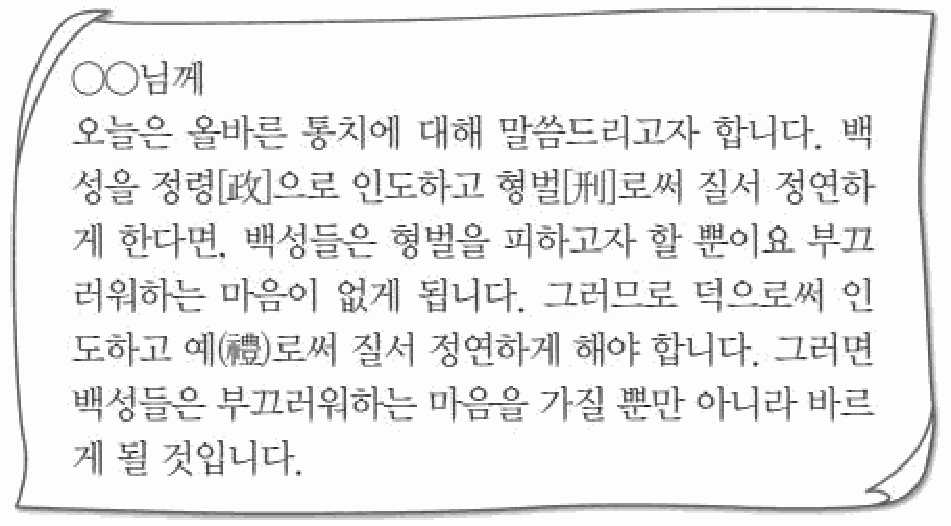 ○○님께
오늘은 올바른 통치에 대해 말씀드리고자 합니다. 백
성을 정령[政]으로 인도하고 형벌[刑]로써 질서 정연하
게 한다면, 백성들은 형벌을 피하고자 할 뿐이요 부끄
러워하는 마음이 없게 됩니다. 그러므로 덕으로써 인
도하고 예(禮)로써 질서 정연하게 해야 합니다. 그러면
백성들은 부끄러워하는 마음을 가질 뿐만 아니라 바르
게 될 것입니다.